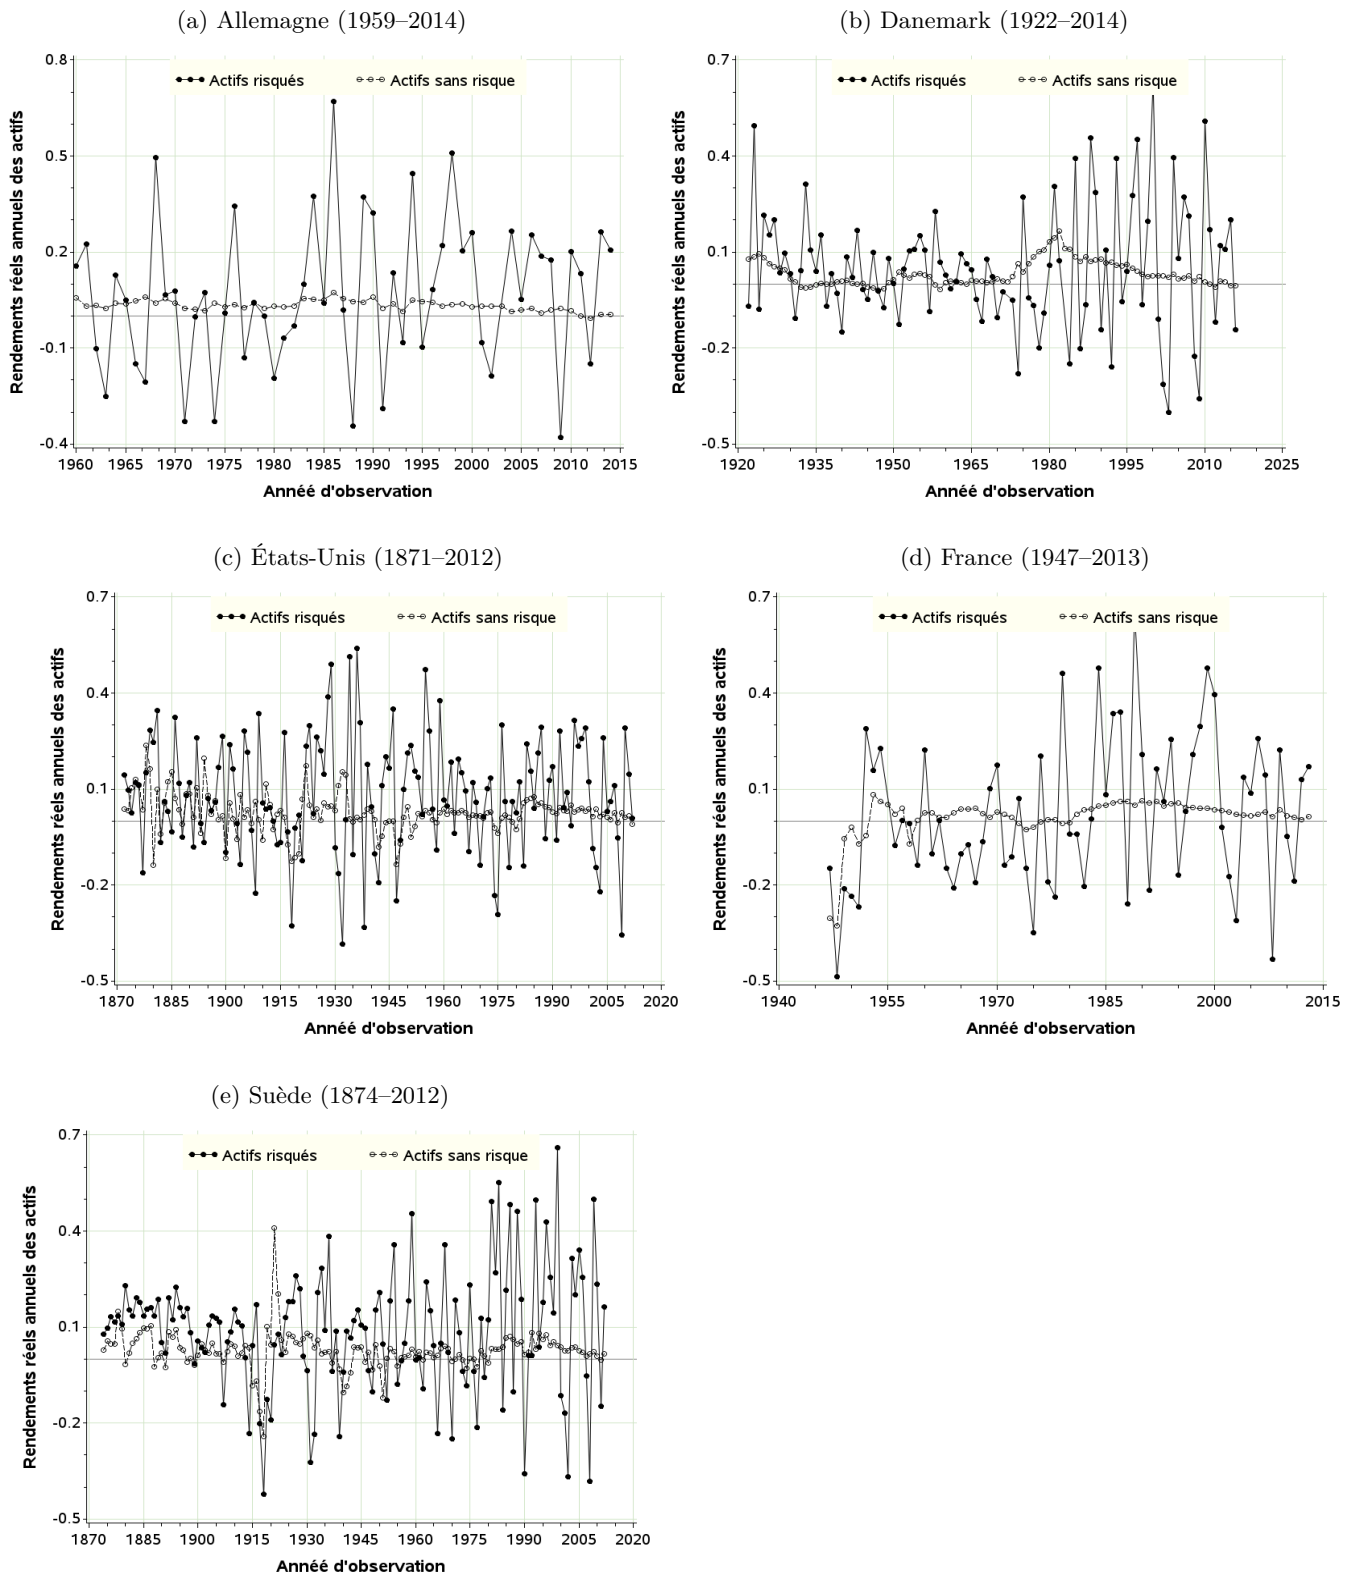 (a) Allemagne (1959–2014)
Actifs risqués Actifs sans risque
Rendements réels annuels des actifs
0.8
0.5
0.2
-0.1
-0.4
1960 1965 1970 1975 1980 1985 1990 1995 2000 2005 2010 2015
Annéé d'observation
(b) Danemark (1922–2014)
Actifs risqués Actifs sans risque
Rendements réels annuels des actifs
0.7
0.4
0.1
-0.2
-0.5
1920 1935 1950 1965 1980 1995 2010 2025
Annéé d'observation
(c) États-Unis (1871–2012)
Actifs risqués Actifs sans risque
Rendements réels annuels des actifs
0.7
0.4
0.1
-0.2
-0.5
1870 1885 1900 1915 1930 1945 1960 1975 1990 2005 2020
Annéé d'observation
(d) France (1947–2013)
Actifs risqués Actifs sans risque
Rendements réels annuels des actifs
0.7
0.4
0.1
-0.2
-0.5
1940 1955 1970 1985 2000 2015
Annéé d'observation
(e) Suède (1874–2012)
Actifs risqués Actifs sans risque
Rendements réels annuels des actifs
0.7
0.4
0.1
-0.2
-0.5
1870 1885 1900 1915 1930 1945 1960 1975 1990 2005 2020
Annéé d'observation